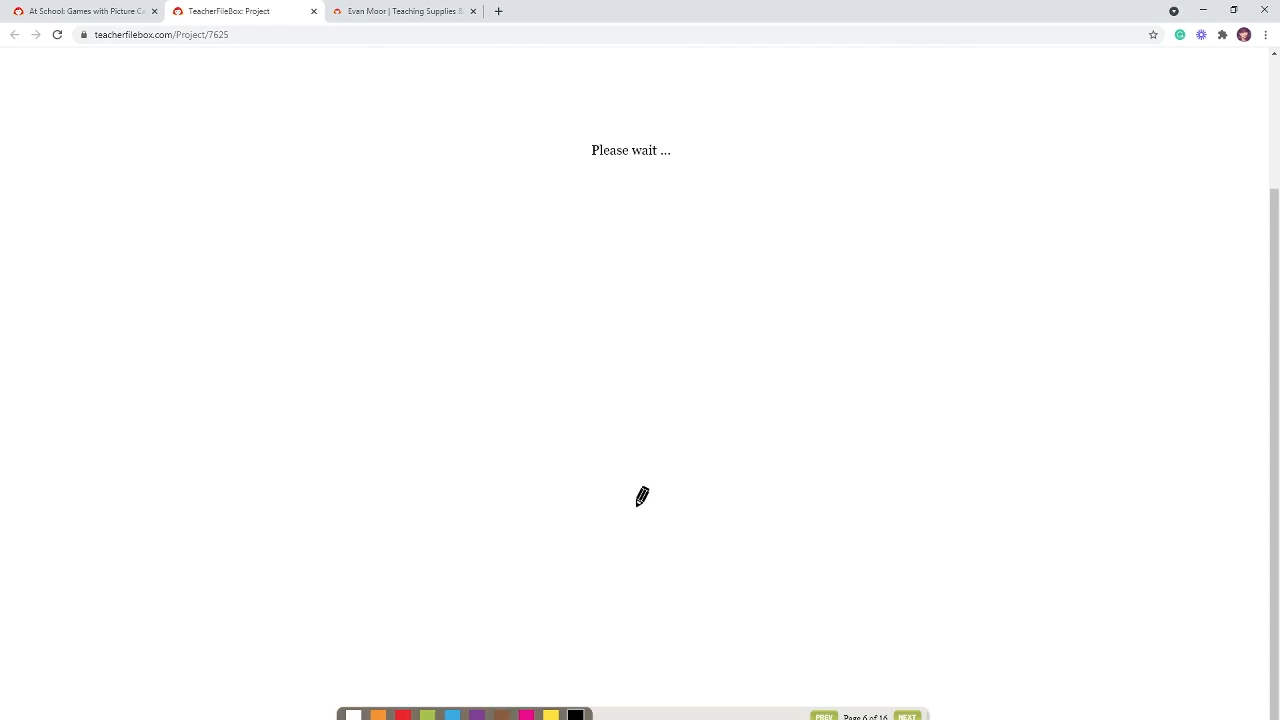 At School: Games with Picture Ca
TeacherFileBox: Project
Evan Moor | Teaching Supplies &
teacherfilebox.com/Project/7625
Please wait ...
PREV Page 6 of 16 NEXT